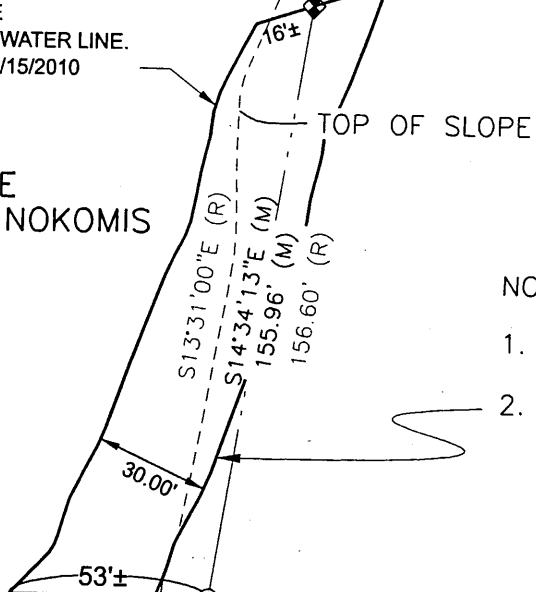 E
WATER LINE.
/15/2010
16'±
TOP OF SLOPE
E
NOKOMIS
S13°31'00"E (R)
S14°34'13"E (M)
155.96' (M)
156.60' (R)
NO
1.
2.
30.00'
53'±